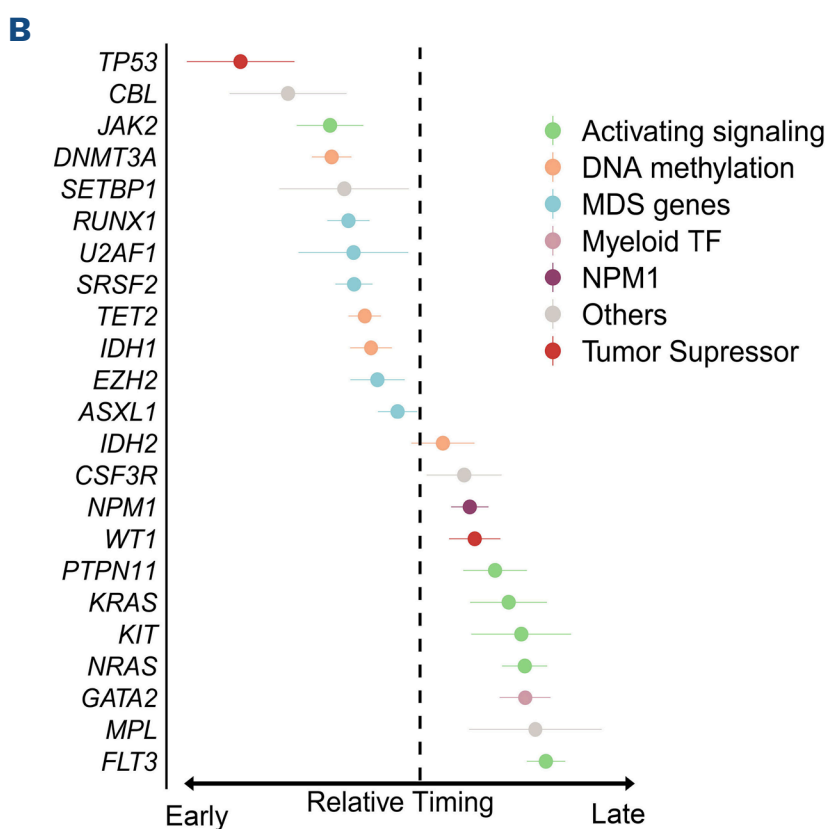 B
TP53
CBL
JAK2
DNMT3A
SETBP1
RUNX1
U2AF1
SRSF2
TET2
IDH1
EZH2
ASXL1
IDH2
CSF3R
NPM1
WT1
PTPN11
KRAS
KIT
NRAS
GATA2
MPL
FLT3
Activating signaling
DNA methylation
MDS genes
Myeloid TF
NPM1
Others
Tumor Supressor
Early
Relative Timing
Late